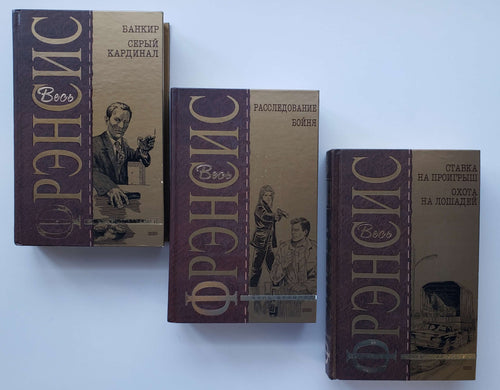 БАНКИР
СЕРЫЙ
КАРДИНАЛ
Весь
ФРЭНСИС
РАССЛЕДОВАНИЕ
БОЙНЯ
Весь
ФРЭНСИС
СТАВКА
НА ПРОИГРЫШ
ОХОТА
НА ЛОШАДЕЙ
Весь
ФРЭНСИС